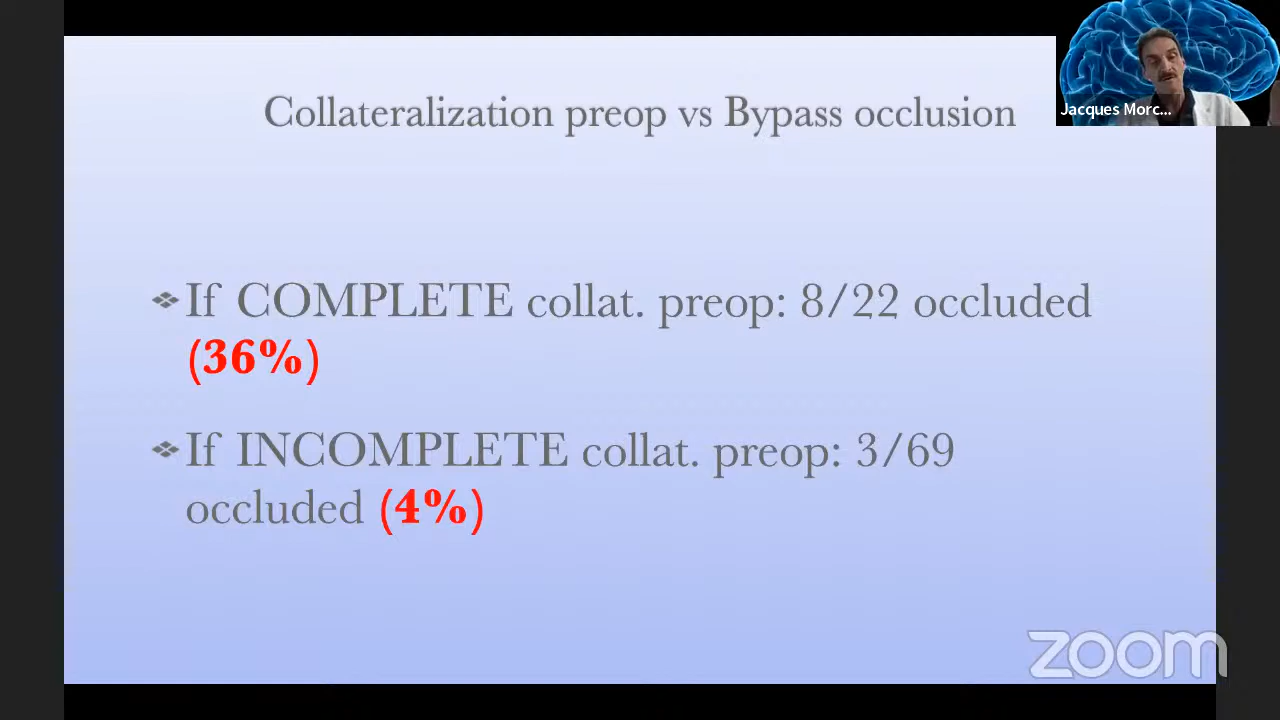 Collateralization preop vs Bypass occlusion
Jacques Morc...
If COMPLETE collat. preop: 8/22 occluded
(36%)
If INCOMPLETE collat. preop: 3/69
occluded (4%)
zoom